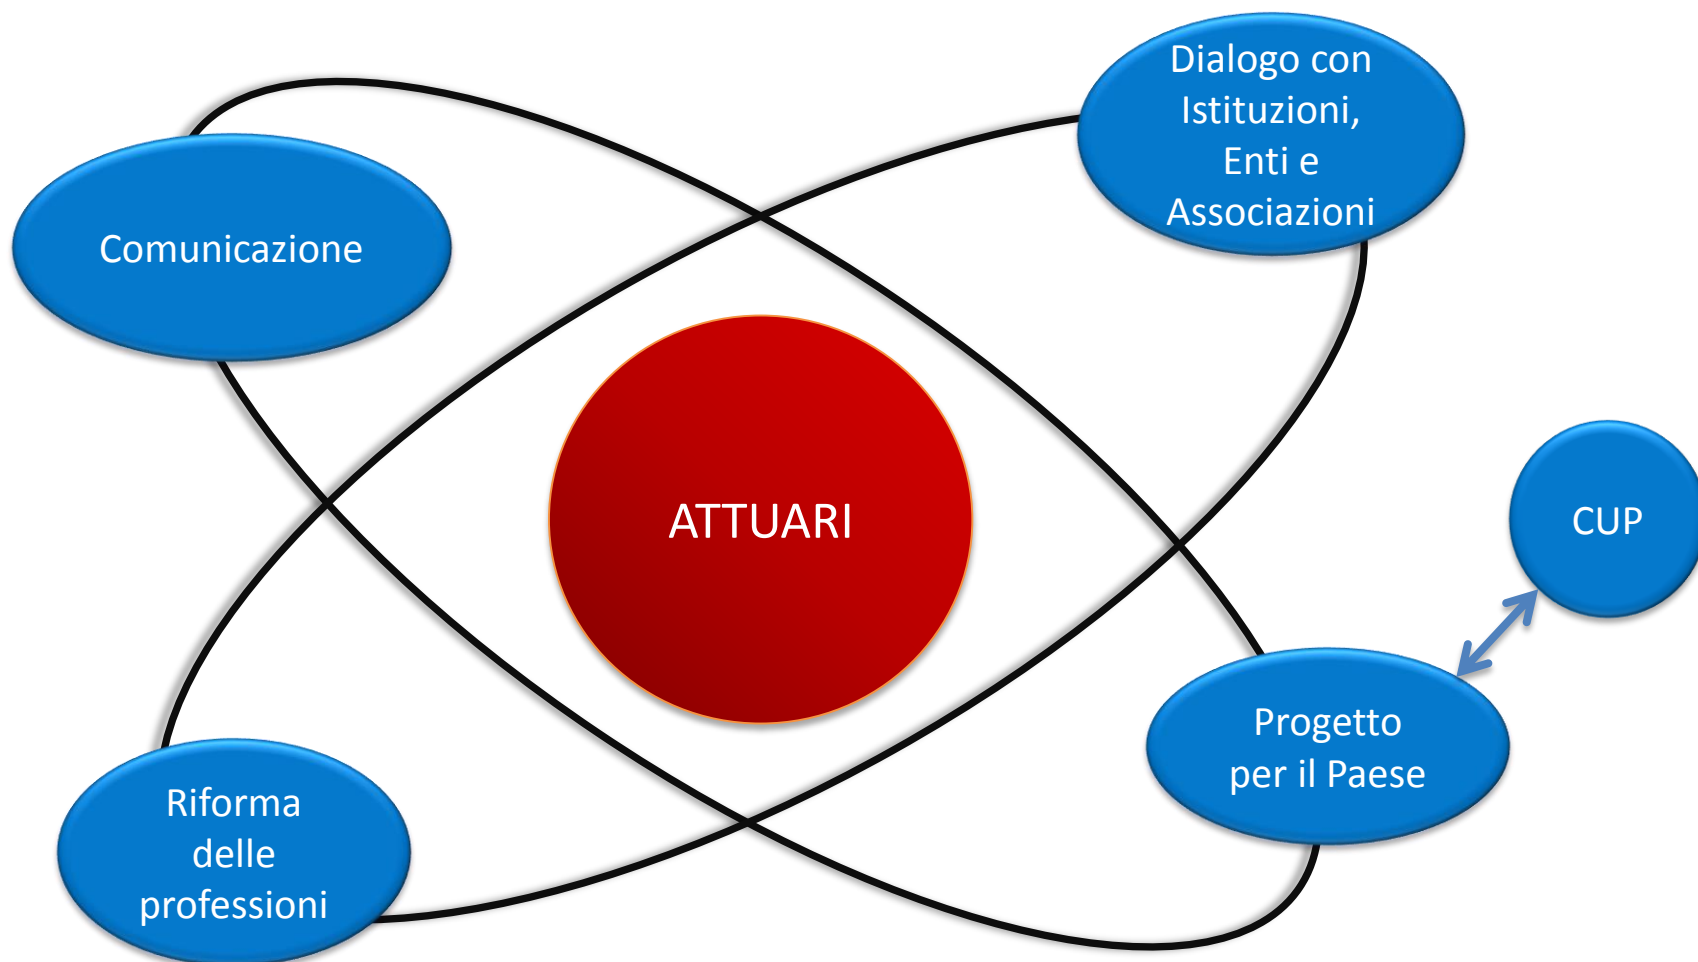 Dialogo con
Istituzioni,
Enti e
Associazioni
Comunicazione
ATTUARI
CUP
Progetto
per il Paese
Riforma
delle
professioni